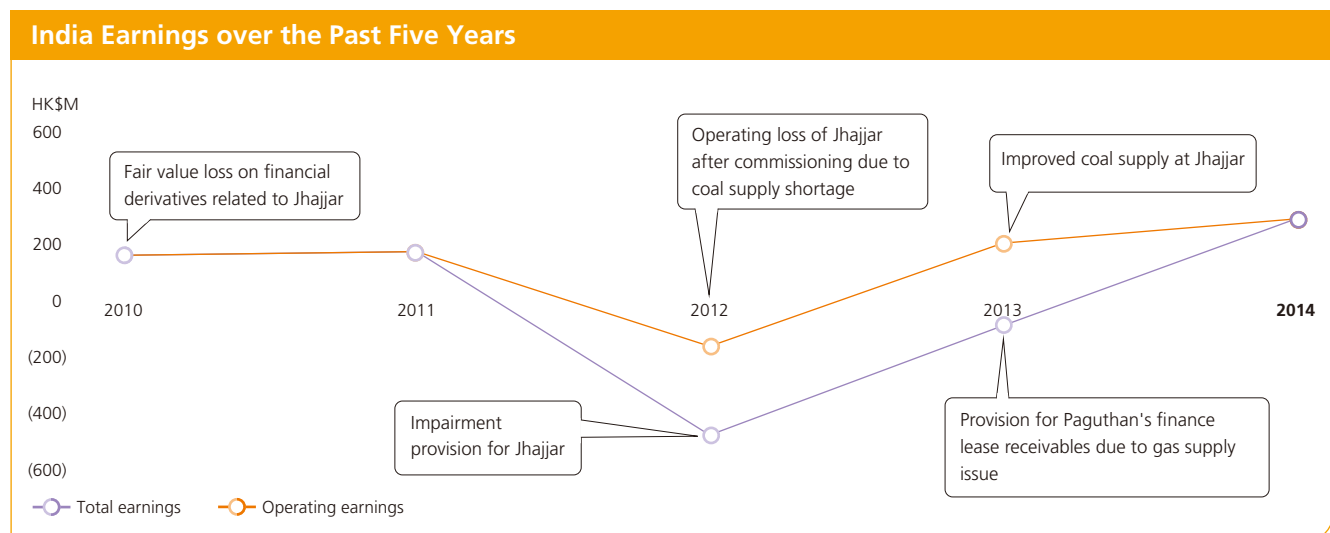 India Earnings over the Past Five Years
HK$M
600
400
200
0
(200)
(400)
(600)
Fair value loss on financial
derivatives related to Jhajjar
Operating loss of Jhajjar
after commissioning due to
coal supply shortage
Improved coal supply at Jhajjar
2010
2011
2012
2013
2014
Impairment
provision for Jhajjar
Provision for Paguthan's finance
lease receivables due to gas supply
issue
Total earnings
Operating earnings